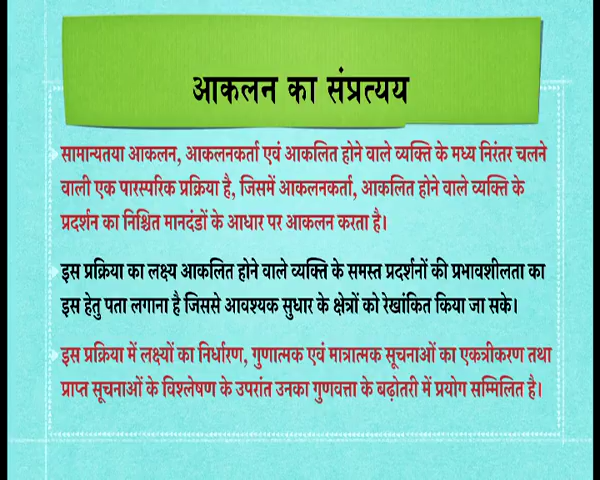 आकलन का संप्रत्यय
सामान्यतया आकलन, आकलनकर्ता एवं आकलित होने वाले व्यक्ति के मध्य निरंतर चलने
वाली एक पारस्परिक प्रक्रिया है, जिसमें आकलनकर्ता, आकलित होने वाले व्यक्ति के
प्रदर्शन का निश्चित मानदंडों के आधार पर आकलन करता है।
इस प्रक्रिया का लक्ष्य आकलित होने वाले व्यक्ति के समस्त प्रदर्शनों की प्रभावशीलता का
इस हेतु पता लगाना है जिससे आवश्यक सुधार के क्षेत्रों को रेखांकित किया जा सके।
इस प्रक्रिया में लक्ष्यों का निर्धारण, गुणात्मक एवं मात्रात्मक सूचनाओं का एकत्रीकरण तथा
प्राप्त सूचनाओं के विश्लेषण के उपरांत उनका गुणवत्ता के बढ़ोतरी में प्रयोग सम्मिलित है।